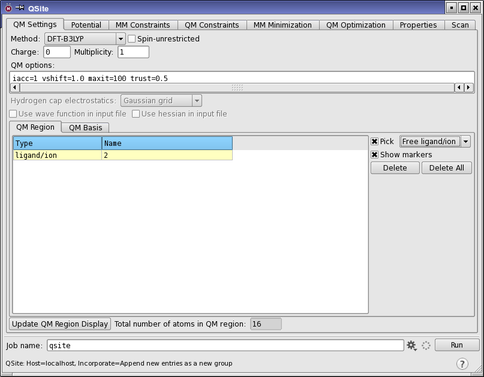 QSite
QM Settings Potential MM Constraints QM Constraints MM Minimization QM Optimization Properties Scan
Method: DFT-B3LYP Spin-unrestricted
Charge: 0 Multiplicity: 1
QM options:
iacc=1 vshift=1.0 maxit=100 trust=0.5
Hydrogen cap electrostatics: Gaussian grid
Use wave function in input file Use hessian in input file
QM Region QM Basis
Type Name Pick Free ligand/ion
ligand/ion 2 Show markers
Delete Delete All
Update QM Region Display Total number of atoms in QM region: 16
Job name: qsite Run
QSite: Host=localhost, Incorporate=Append new entries as a new group ?